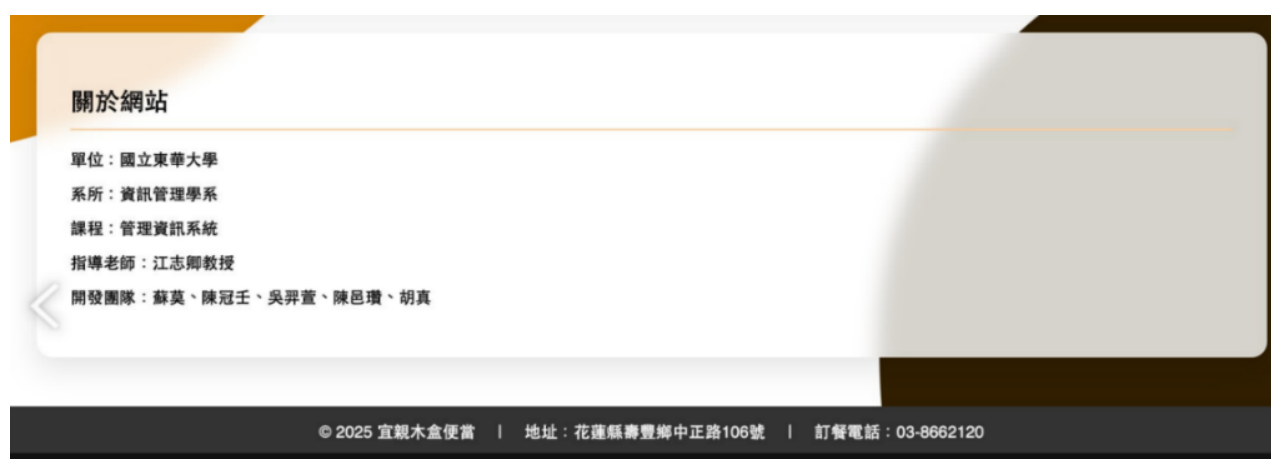 關於網站
單位：國立東華大學
系所：資訊管理學系
課程：管理資訊系統
指導老師：江志卿教授
開發團隊：蘇莫、陳冠壬、吳羿萱、陳邑瓚、胡真
© 2025 宜親木盒便當 | 地址：花蓮縣壽豐鄉中正路106號 | 訂餐電話：03-8662120